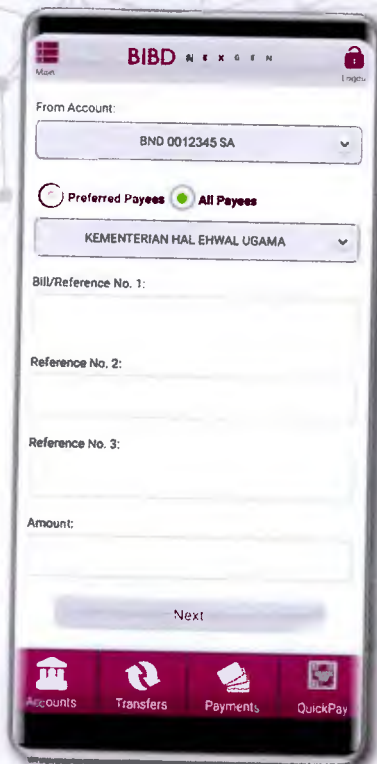 BIBD NEXGEN
Main
Logout
From Account:
BND 0012345 SA
Preferred Payees All Payees
KEMENTERIAN HAL EHWAL UGAMA
Bill/Reference No. 1:
Reference No. 2:
Reference No. 3:
Amount:
Next
Accounts Transfers Payments QuickPay